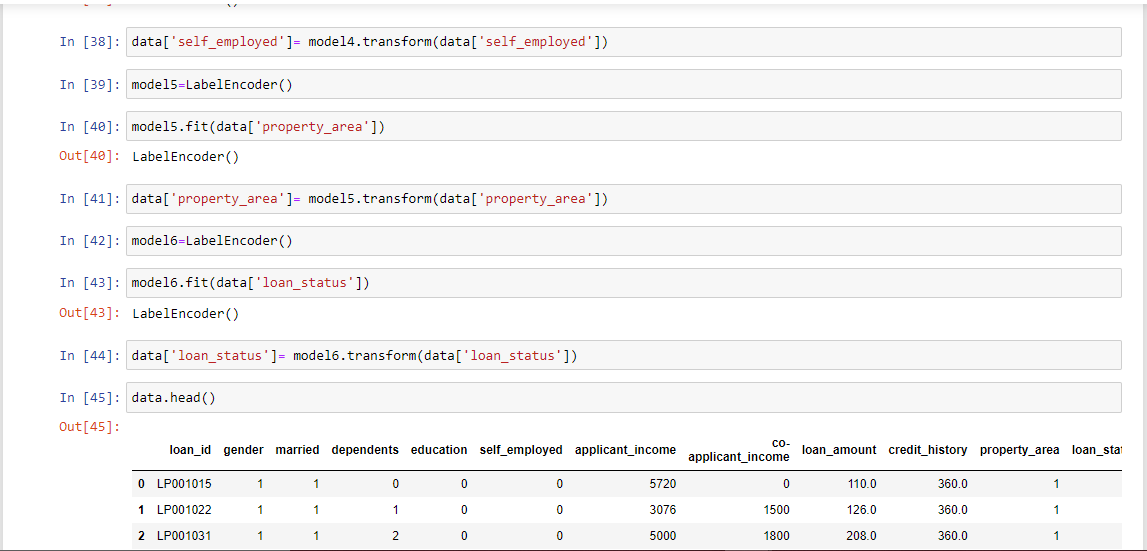 In [38]: data['self_employed']= model4.transform(data['self_employed'])
In [39]: model5=LabelEncoder()
In [40]: model5.fit(data['property_area'])
Out[40]: LabelEncoder()
In [41]: data['property_area']= model5.transform(data['property_area'])
In [42]: model6=LabelEncoder()
In [43]: model6.fit(data['loan_status'])
Out[43]: LabelEncoder()
In [44]: data['loan_status']= model6.transform(data['loan_status'])
In [45]: data.head()
Out[45]:
loan_id gender married dependents education self_employed applicant_income co-applicant_income loan_amount credit_history property_area
0 LP001015 1 1 0 0 0 5720 0 110.0 360.0 1
1 LP001022 1 1 1 0 0 3076 1500 126.0 360.0 1
2 LP001031 1 1 2 0 0 5000 1800 208.0 360.0 1